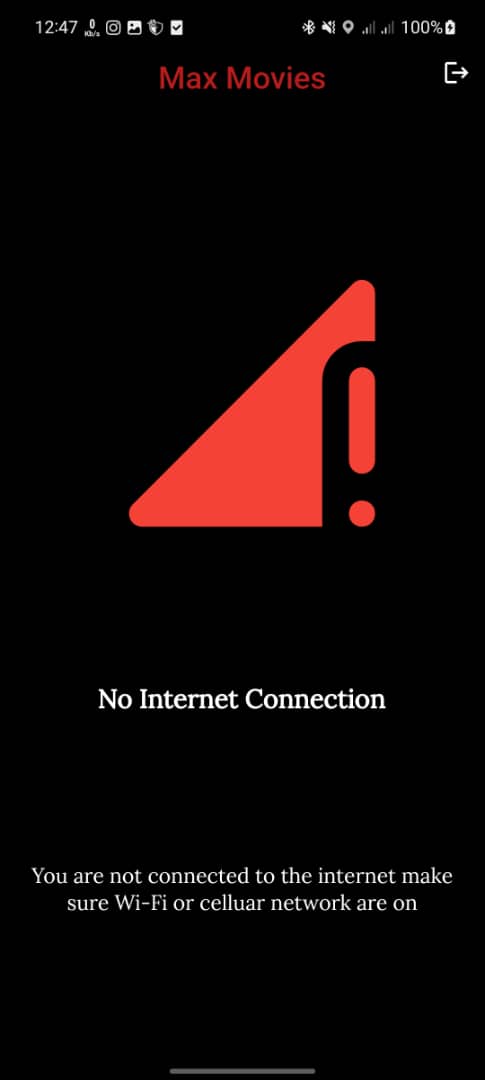 12:47 0 Kb/s 100%
Max Movies
No Internet Connection
You are not connected to the internet make
sure Wi-Fi or celluar network are on